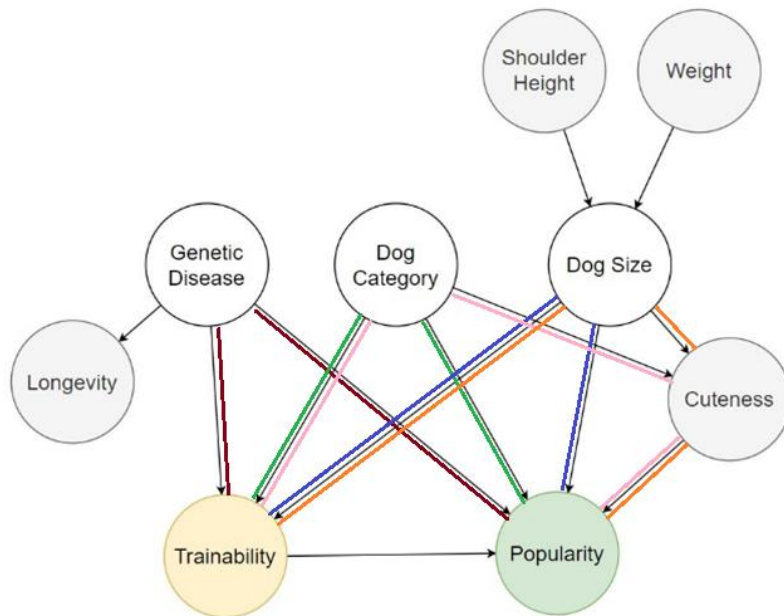 Shoulder
Height
Weight
Genetic
Disease
Dog
Category
Dog Size
Longevity
Cuteness
Trainability
Popularity